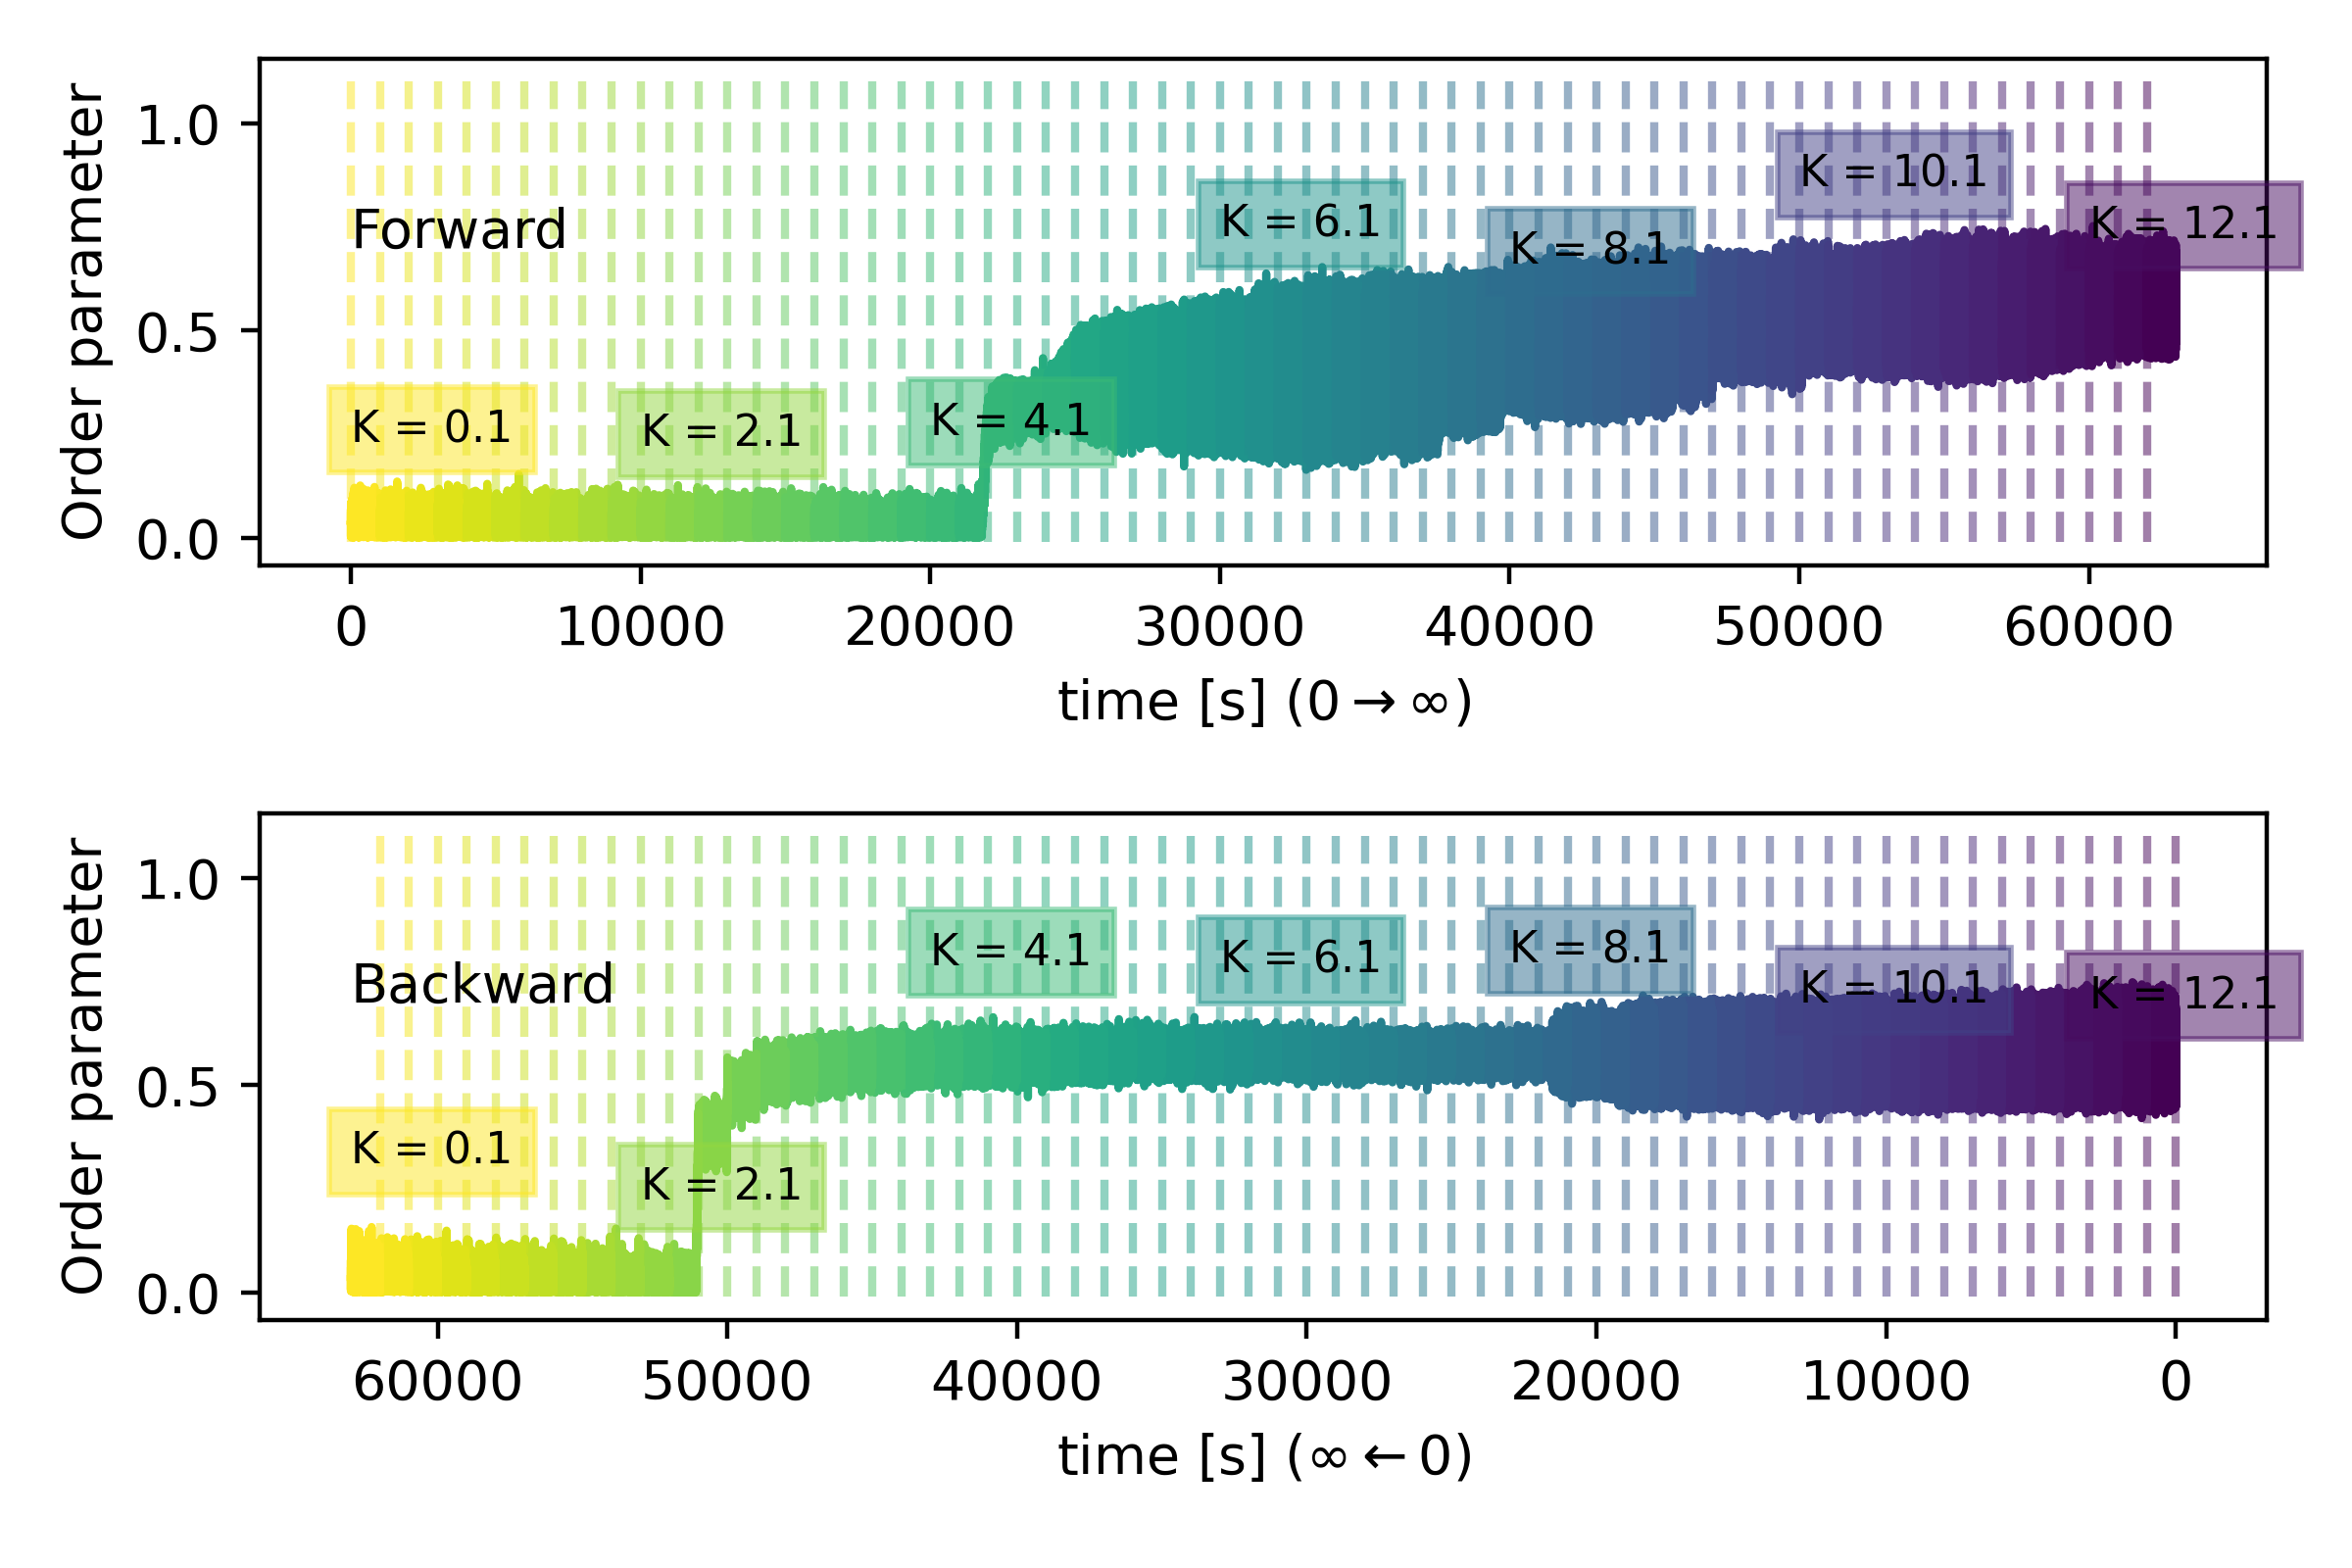 Order parameter
1.0
0.5
0.0
Forward
K = 0.1
K = 2.1
K = 4.1
K = 6.1
K = 8.1
K = 10.1
K = 12.1
0 10000 20000 30000 40000 50000 60000
time [s] (0→∞)
Order parameter
1.0
0.5
0.0
Backward
K = 0.1
K = 2.1
K = 4.1
K = 6.1
K = 8.1
K = 10.1
K = 12.1
60000 50000 40000 30000 20000 10000 0
time [s] (∞←0)